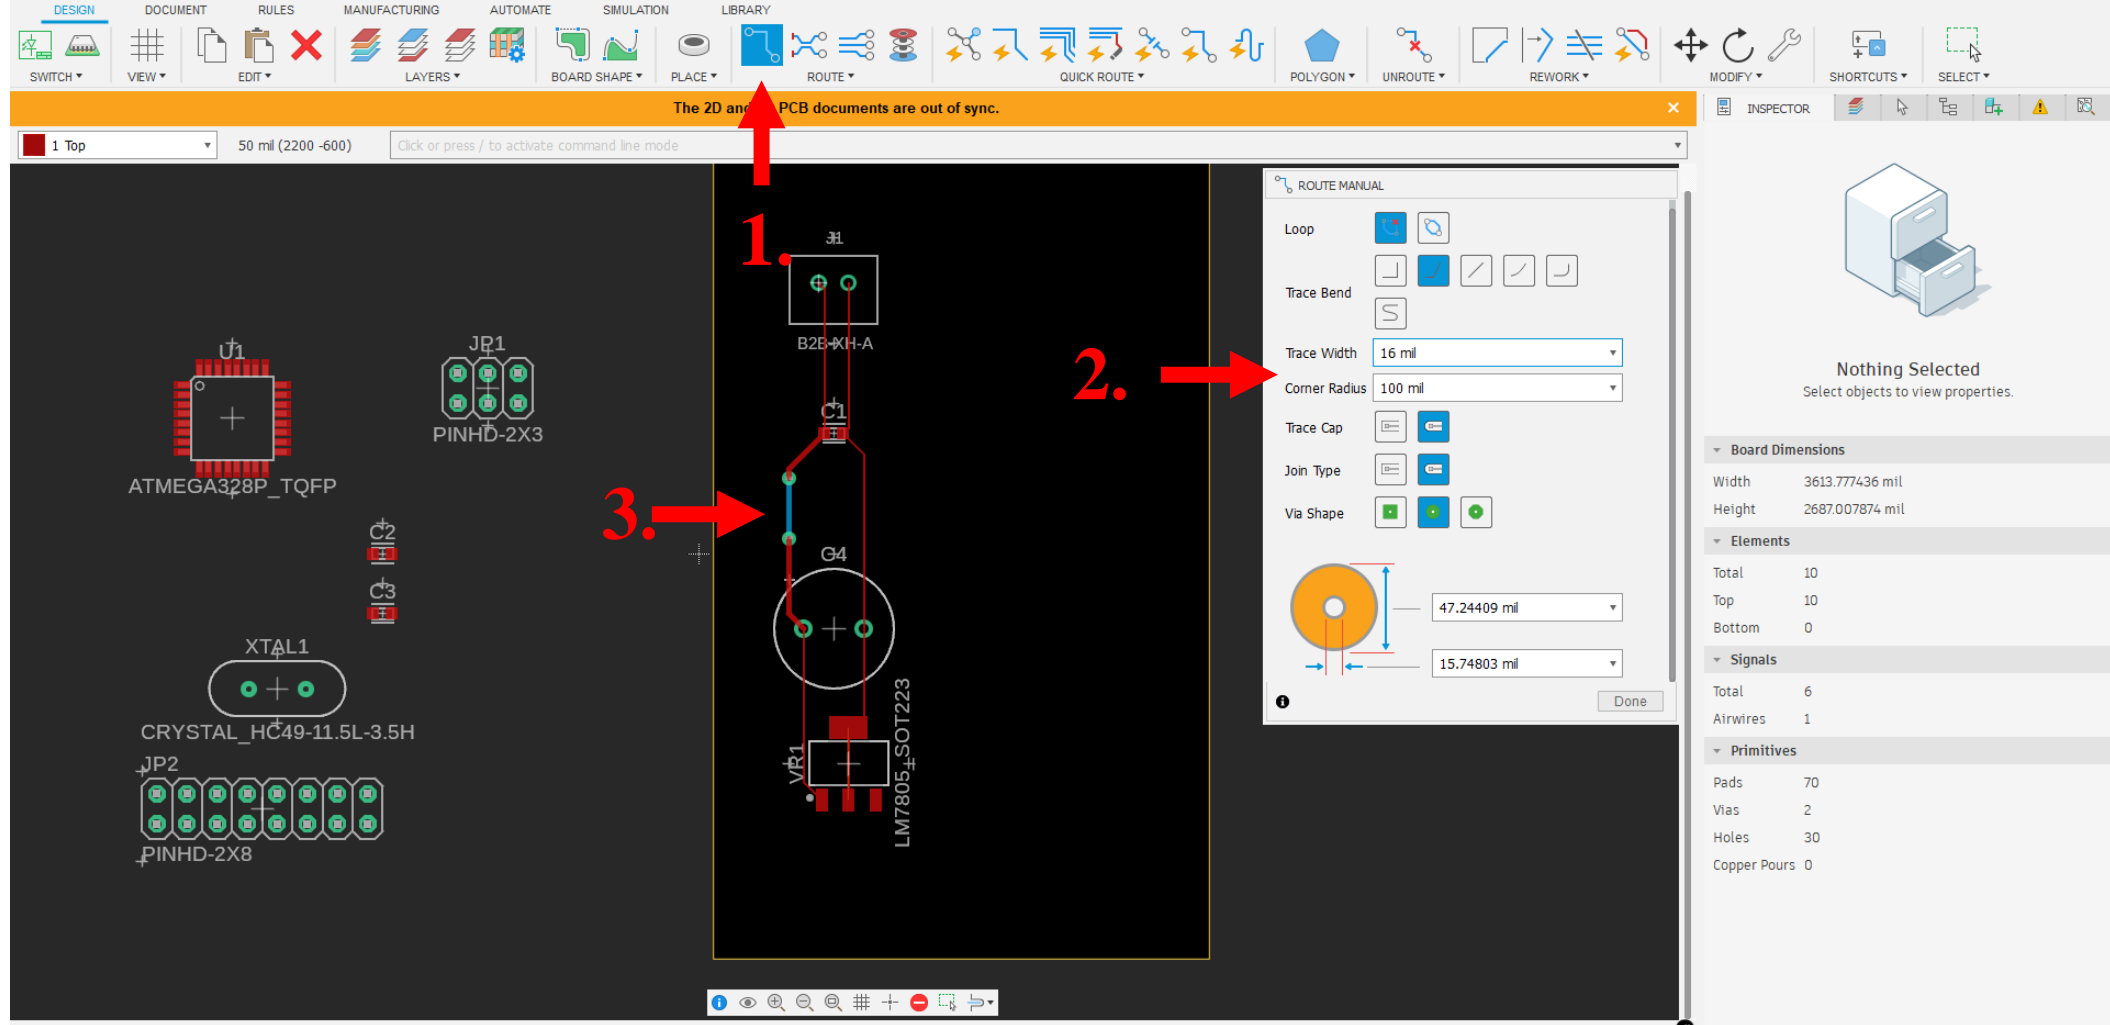 DESIGN DOCUMENT RULES MANUFACTURING AUTOMATE SIMULATION LIBRARY
SWITCH VIEW EDIT LAYERS BOARD SHAPE PLACE ROUTE QUICK ROUTE POLYGON UNROUTE REWORK MODIFY SHORTCUTS SELECT
The 2D and PCB documents are out of sync.
INSPECTOR
1 Top
50 mil (2200 -600)
Click or press / to activate command line mode
1.
2.
3.
J1
B2B-XH-A
C1
C4
VR1
LM7805_SOT223
U1
ATMEGA328P_TQFP
JP1
PINHD-2X3
C2
C3
XTAL1
CRYSTAL_HC49-11.5L-3.5H
JP2
PINHD-2X8
ROUTE MANUAL
Loop
Trace Bend
Trace Width 16 mil
Corner Radius 100 mil
Trace Cap
Join Type
Via Shape
47.24409 mil
15.74803 mil
Done
Nothing Selected
Select objects to view properties.
Board Dimensions
Width 3613.777436 mil
Height 2687.007874 mil
Elements
Total 10
Top 10
Bottom 0
Signals
Total 6
Airwires 1
Primitives
Pads 70
Vias 2
Holes 30
Copper Pours 0